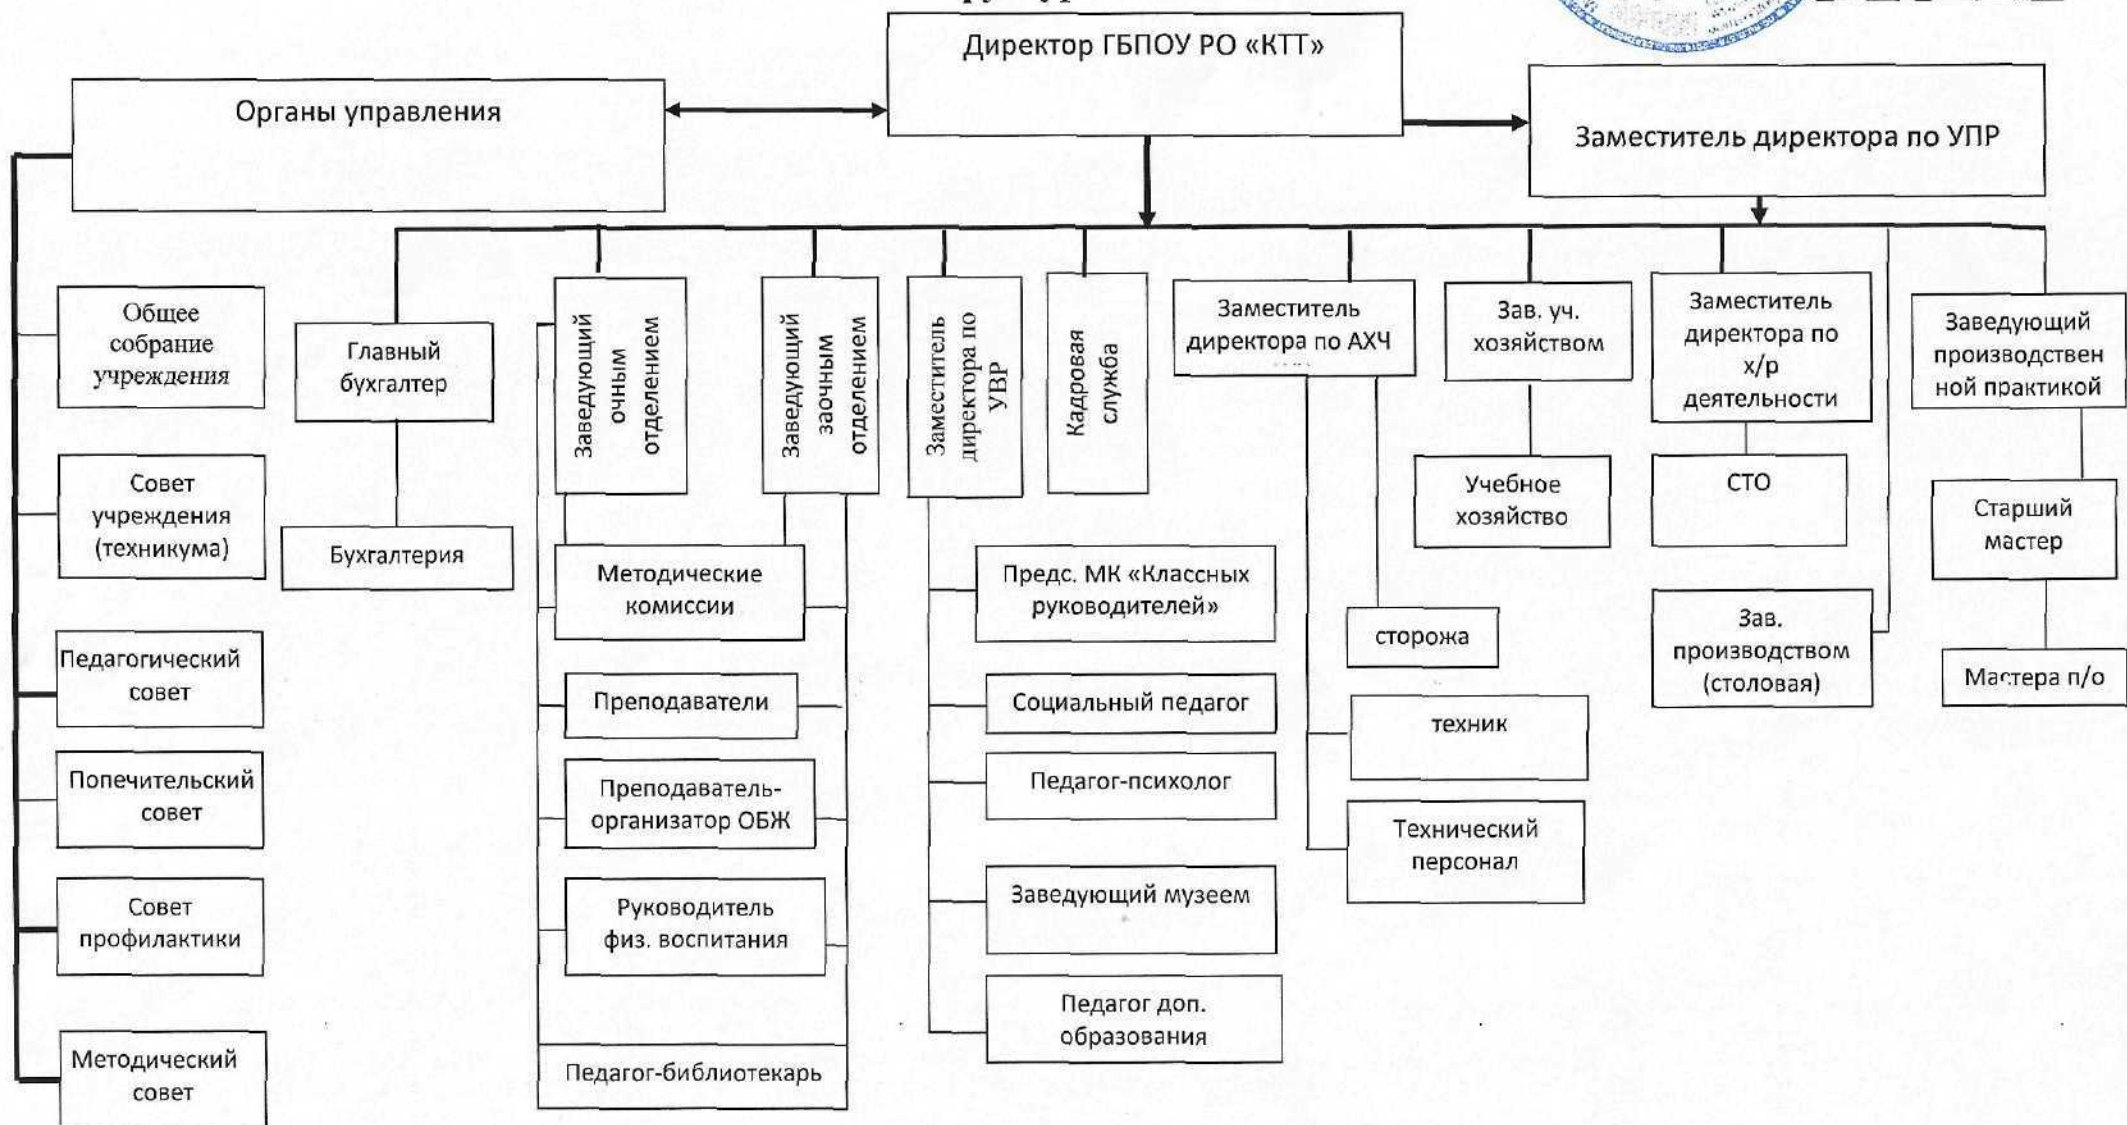 Директор ГБПОУ РО «КТТ»
Органы управления
Заместитель директора по УПР
Общее
собрание
учреждения
Совет
учреждения
(техникума)
Педагогический
совет
Попечительский
совет
Совет
профилактики
Методический
совет
Главный
бухгалтер
Бухгалтерия
Заведующий
очным
отделением
Заведующий
заочным
отделением
Методические
комиссии
Преподаватели
Преподаватель-
организатор ОБЖ
Руководитель
физ. воспитания
Педагог-библиотекарь
Заместитель
директора по
УВР
Предс. МК «Классных
руководителей»
Социальный педагог
Педагог-психолог
Заведующий музеем
Педагог доп.
образования
Кадровая
служба
Заместитель
директора по АХЧ
сторожа
техник
Технический
персонал
Зав. уч.
хозяйством
Учебное
хозяйство
Заместитель
директора по
х/р
деятельности
СТО
Зав.
производством
(столовая)
Заведующий
производствен
ной практикой
Старший
мастер
Мастера п/о